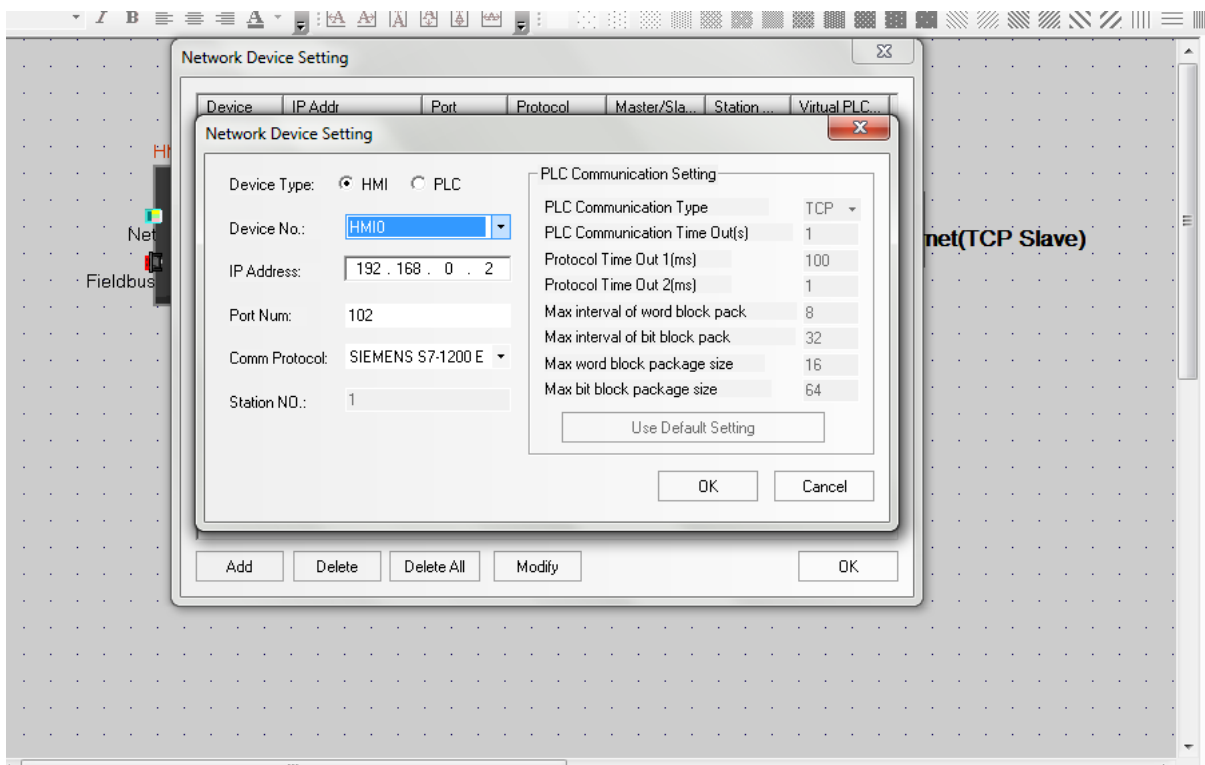 I B A
Network Device Setting
Device IP Addr Port Protocol Master/Sla... Station ... Virtual PLC...
Network Device Setting
Device Type: HMI PLC
Device No.: HMI0
IP Address: 192 . 168 . 0 . 2
Port Num: 102
Comm Protocol: SIEMENS S7-1200 E
Station NO.: 1
PLC Communication Setting
PLC Communication Type TCP
PLC Communication Time Out(s) 1
Protocol Time Out 1(ms) 100
Protocol Time Out 2(ms) 1
Max interval of word block pack 8
Max interval of bit block pack 32
Max word block package size 16
Max bit block package size 64
Use Default Setting
OK Cancel
Add Delete Delete All Modify OK
HM
Net
Fieldbus
net(TCP Slave)